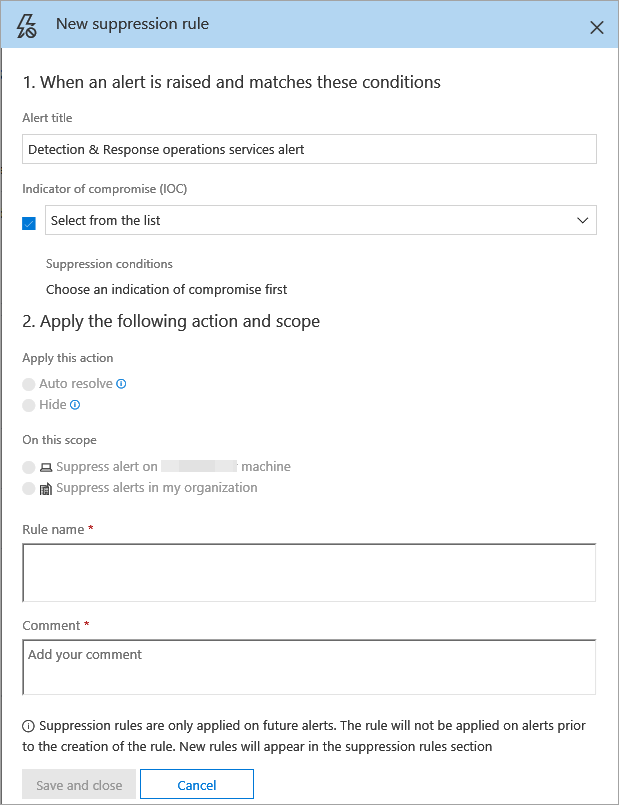 New suppression rule
1. When an alert is raised and matches these conditions
Alert title
Detection & Response operations services alert
Indicator of compromise (IOC)
Select from the list
Suppression conditions
Choose an indication of compromise first
2. Apply the following action and scope
Apply this action
Auto resolve
Hide
On this scope
Suppress alert on machine
Suppress alerts in my organization
Rule name *
Comment *
Add your comment
Suppression rules are only applied on future alerts. The rule will not be applied on alerts prior
to the creation of the rule. New rules will appear in the suppression rules section
Save and close Cancel